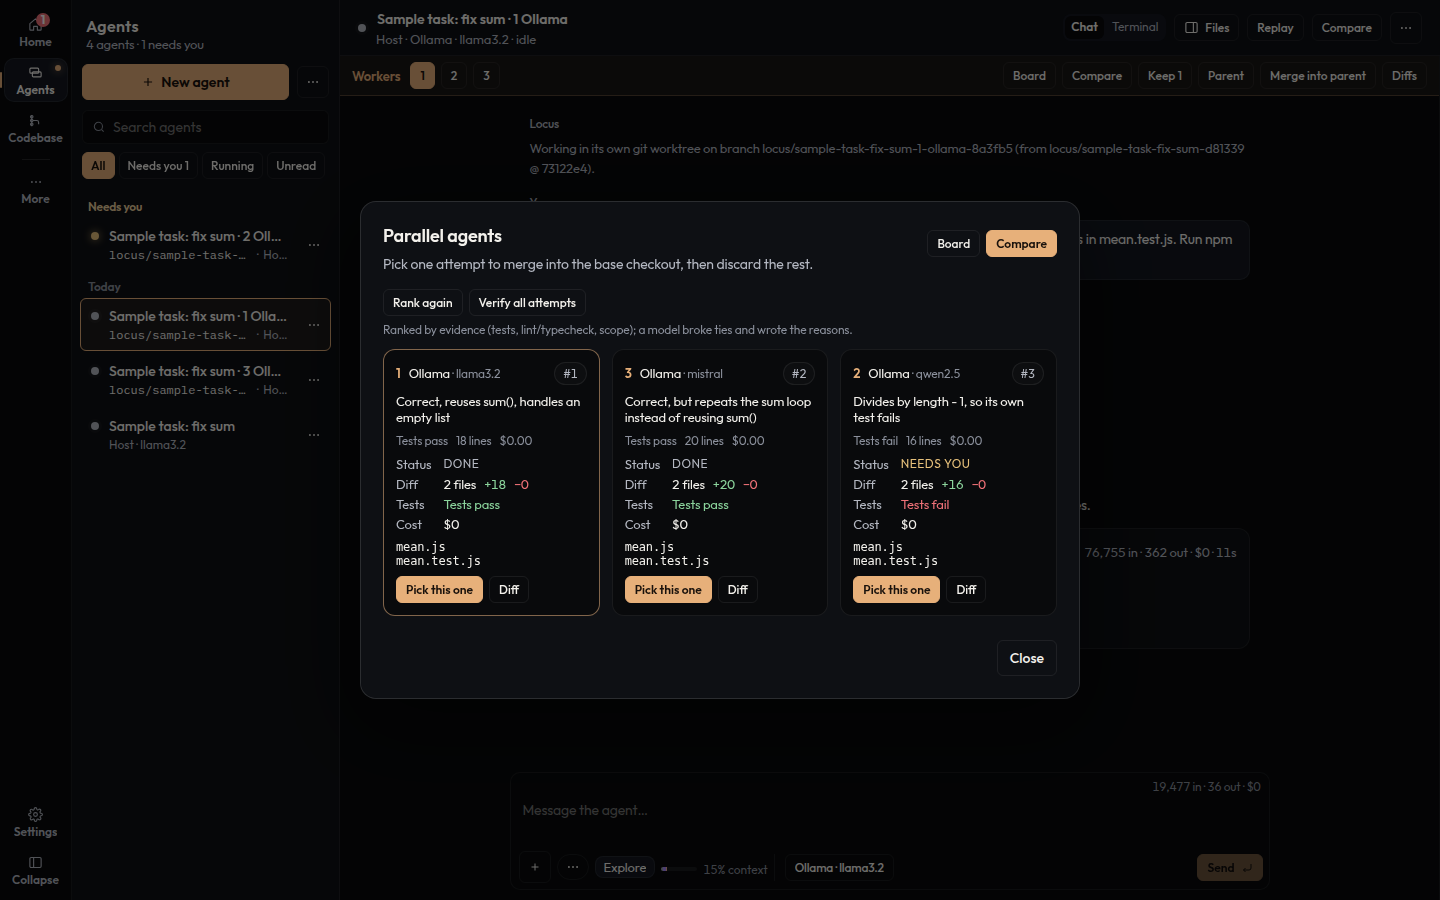 1
Home
Agents
Codebase
More
Settings
Collapse
Agents
4 agents · 1 needs you
+ New agent
Search agents
All
Needs you 1
Running
Unread
Needs you
Sample task: fix sum · 2 Oll...
locus/sample-task-… · Ho...
Today
Sample task: fix sum · 1 Olla...
locus/sample-task-… · Ho...
Sample task: fix sum · 3 Oll...
locus/sample-task-… · Ho...
Sample task: fix sum
Host · llama3.2
Sample task: fix sum · 1 Ollama
Host · Ollama · llama3.2 · idle
Chat
Terminal
Files
Replay
Compare
Workers
1
2
3
Board
Compare
Keep 1
Parent
Merge into parent
Diffs
Locus
Working in its own git worktree on branch locus/sample-task-fix-sum-1-ollama-8a3fb5 (from locus/sample-task-fix-sum-d81339
@ 73122e4).
s in mean.test.js. Run npm
Parallel agents
Pick one attempt to merge into the base checkout, then discard the rest.
Board
Compare
Rank again
Verify all attempts
Ranked by evidence (tests, lint/typecheck, scope); a model broke ties and wrote the reasons.
1 Ollama · llama3.2 #1
Correct, reuses sum(), handles an
empty list
Tests pass 18 lines $0.00
Status DONE
Diff 2 files +18 −0
Tests Tests pass
Cost $0
mean.js
mean.test.js
Pick this one
Diff
3 Ollama · mistral #2
Correct, but repeats the sum loop
instead of reusing sum()
Tests pass 20 lines $0.00
Status DONE
Diff 2 files +20 −0
Tests Tests pass
Cost $0
mean.js
mean.test.js
Pick this one
Diff
2 Ollama · qwen2.5 #3
Divides by length - 1, so its own
test fails
Tests fail 16 lines $0.00
Status NEEDS YOU
Diff 2 files +16 −0
Tests Tests fail
Cost $0
mean.js
mean.test.js
Pick this one
Diff
Close
s.
76,755 in · 362 out · $0 · 11s
19,477 in · 36 out · $0
Message the agent...
Explore
15% context
Ollama · llama3.2
Send